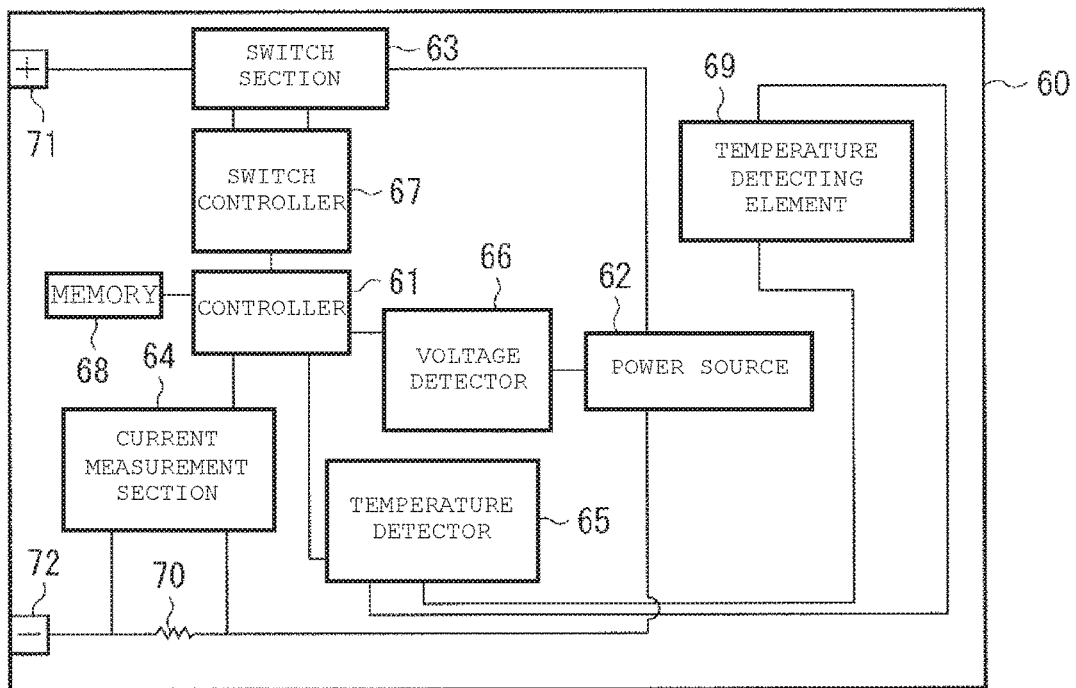 SWITCH
SECTION
63
69
60
+
71
TEMPERATURE
DETECTING
ELEMENT
SWITCH
CONTROLLER
67
MEMORY
68
CONTROLLER
61
66
62
VOLTAGE
DETECTOR
POWER SOURCE
64
CURRENT
MEASUREMENT
SECTION
TEMPERATURE
DETECTOR
65
72
−
70